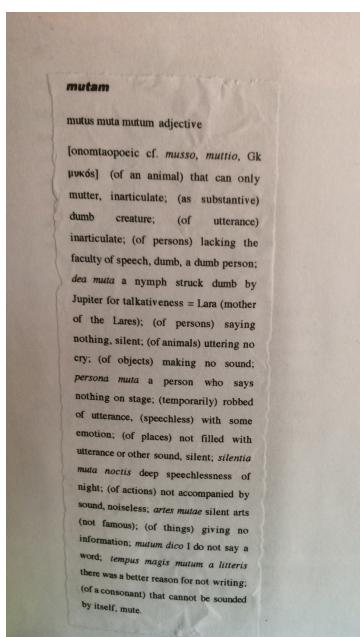 mutam
mutus muta mutum adjective
[onomtaopoeic cf. musso, muttio, Gk
μυκός] (of an animal) that can only
mutter, inarticulate; (as substantive)
dumb creature; (of utterance)
inarticulate; (of persons) lacking the
faculty of speech, dumb, a dumb person;
dea muta a nymph struck dumb by
Jupiter for talkativeness = Lara (mother
of the Lares); (of persons) saying
nothing, silent; (of animals) uttering no
cry; (of objects) making no sound;
persona muta a person who says
nothing on stage; (temporarily) robbed
of utterance, (speechless) with some
emotion; (of places) not filled with
utterance or other sound, silent; silentia
muta noctis deep speechlessness of
night; (of actions) not accompanied by
sound, noiseless; artes mutae silent arts
(not famous); (of things) giving no
information; mutum dico I do not say a
word; tempus magis mutum a litteris
there was a better reason for not writing;
(of a consonant) that cannot be sounded
by itself, mute.